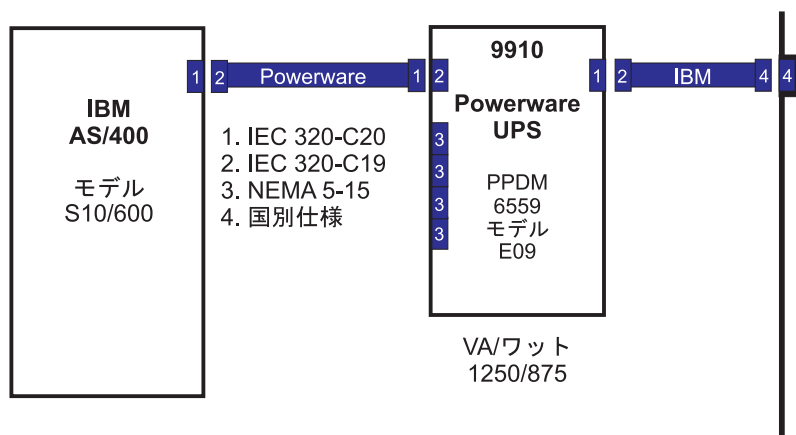 IBM
AS/400
モデル
S10/600
1
2
Powerware
1
1. IEC 320-C20
2. IEC 320-C19
3. NEMA 5-15
4. 国別仕様
9910
Powerware
UPS
PPDM
6559
モデル
E09
2
3
3
3
3
1
VA/ワット
1250/875
2
IBM
4
4